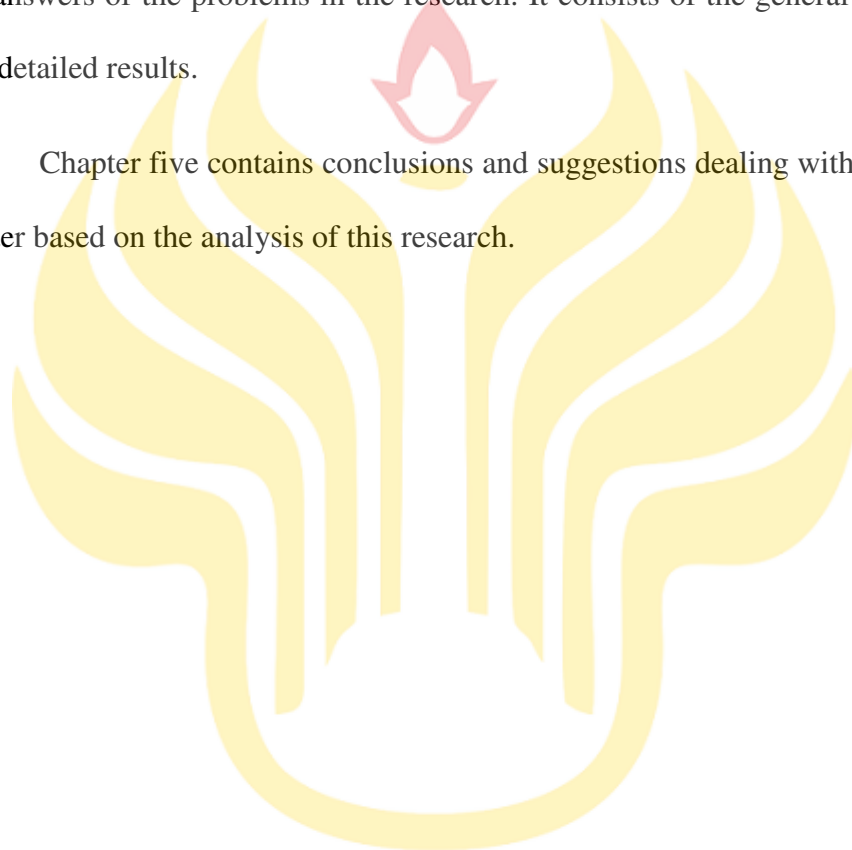 answers of the problems in the research. It consists of the general
detailed results.
Chapter five contains conclusions and suggestions dealing with
er based on the analysis of this research.